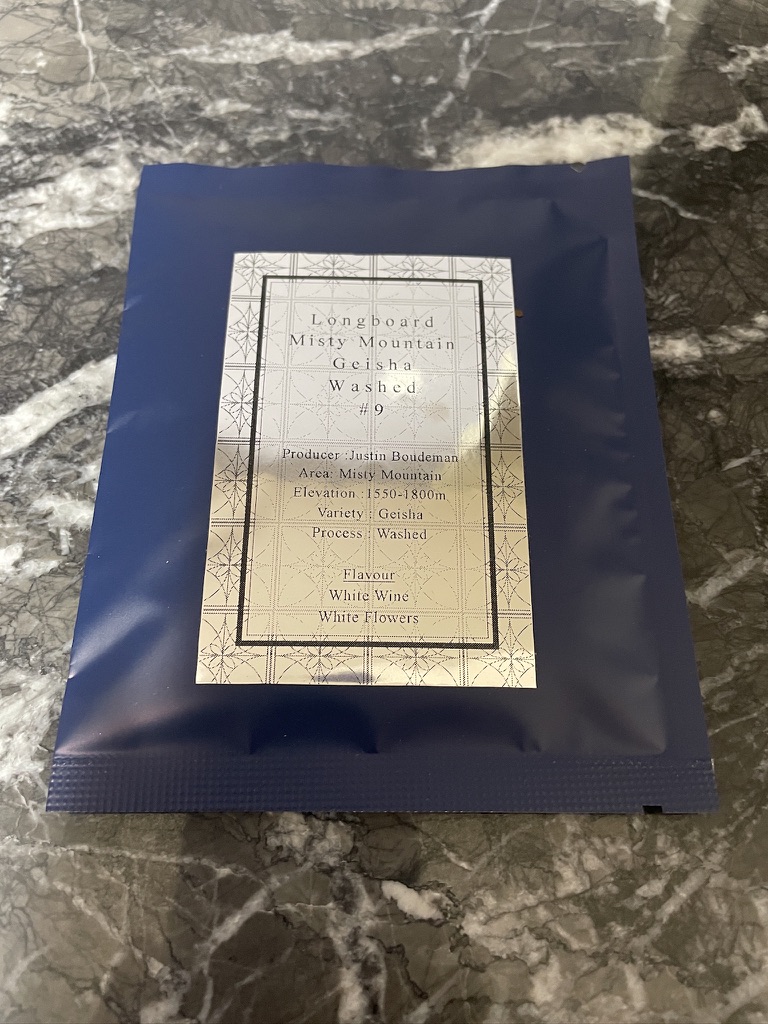 Longboard
Misty Mountain
Geisha
Washed
#9
Producer :Justin Boudeman
Area: Misty Mountain
Elevation :1550-1800m
Variety : Geisha
Process : Washed
Flavour
White Wine
White Flowers